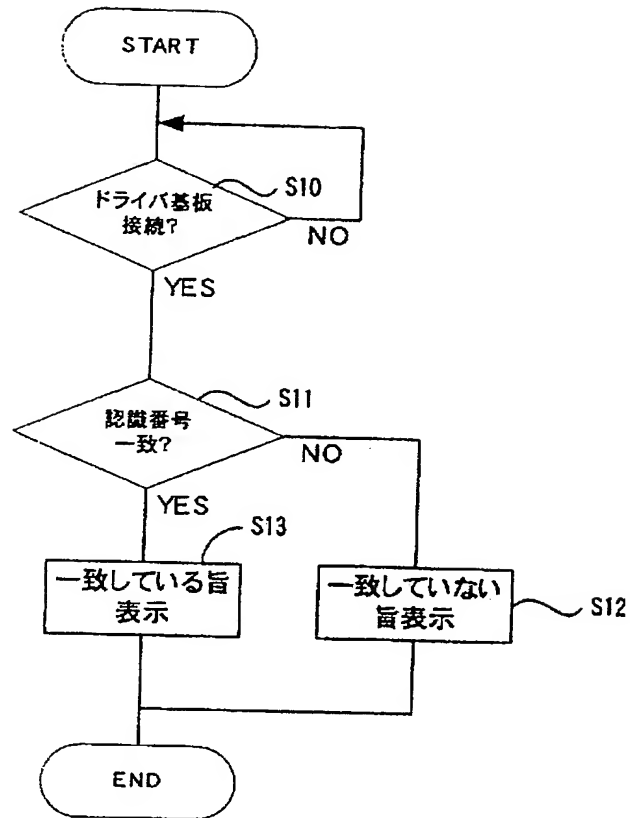 START
ドライバ基板
接続?
S10
NO
YES
認識番号
一致?
S11
NO
YES
一致している旨
表示
S13
一致していない
旨表示
S12
END